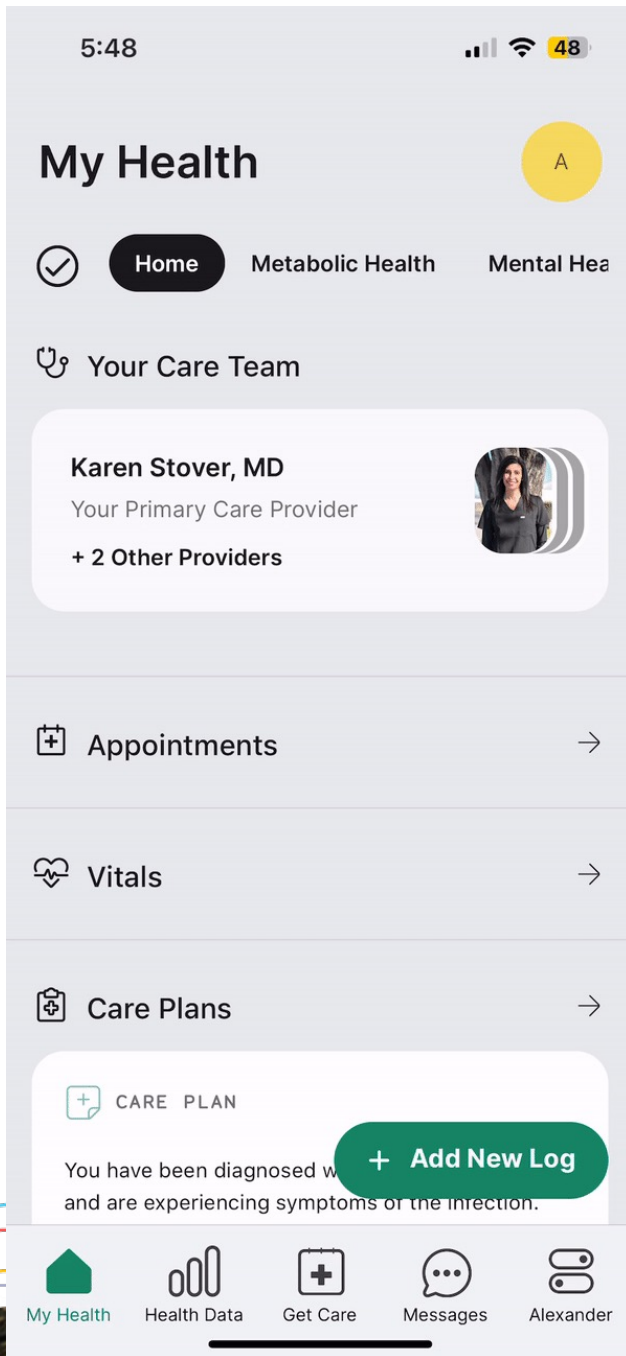 5:48
48
My Health
A
Home
Metabolic Health
Mental Hea
Your Care Team
Karen Stover, MD
Your Primary Care Provider
+ 2 Other Providers
Appointments
Vitals
Care Plans
CARE PLAN
You have been diagnosed w
+ Add New Log
and are experiencing symptoms of the infection.
My Health
Health Data
Get Care
Messages
Alexander